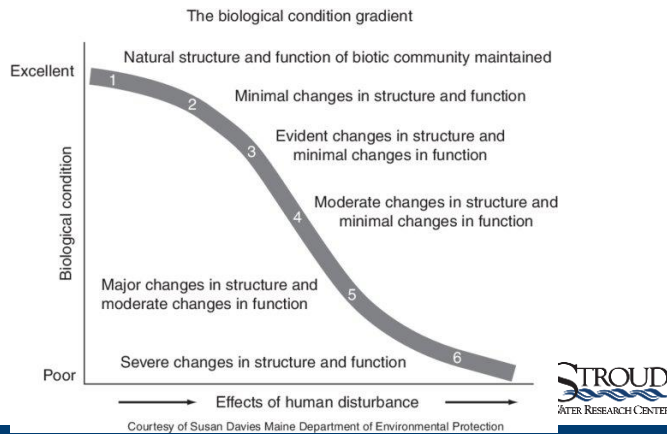 The biological condition gradient
Excellent
Natural structure and function of biotic community maintained
1
Minimal changes in structure and function
2
Evident changes in structure and
minimal changes in function
3
Moderate changes in structure and
minimal changes in function
4
Biological condition
Major changes in structure and
moderate changes in function
5
Severe changes in structure and function
6
Poor
Effects of human disturbance
Courtesy of Susan Davies Maine Department of Environmental Protection
STROUD
WATER RESEARCH CENTER